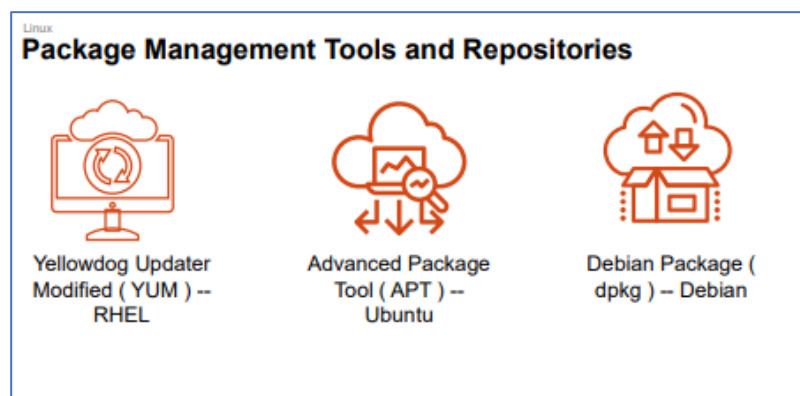 Linux
Package Management Tools and Repositories
Yellowdog Updater
Modified ( YUM ) --
RHEL
Advanced Package
Tool ( APT ) --
Ubuntu
Debian Package (
dpkg ) -- Debian